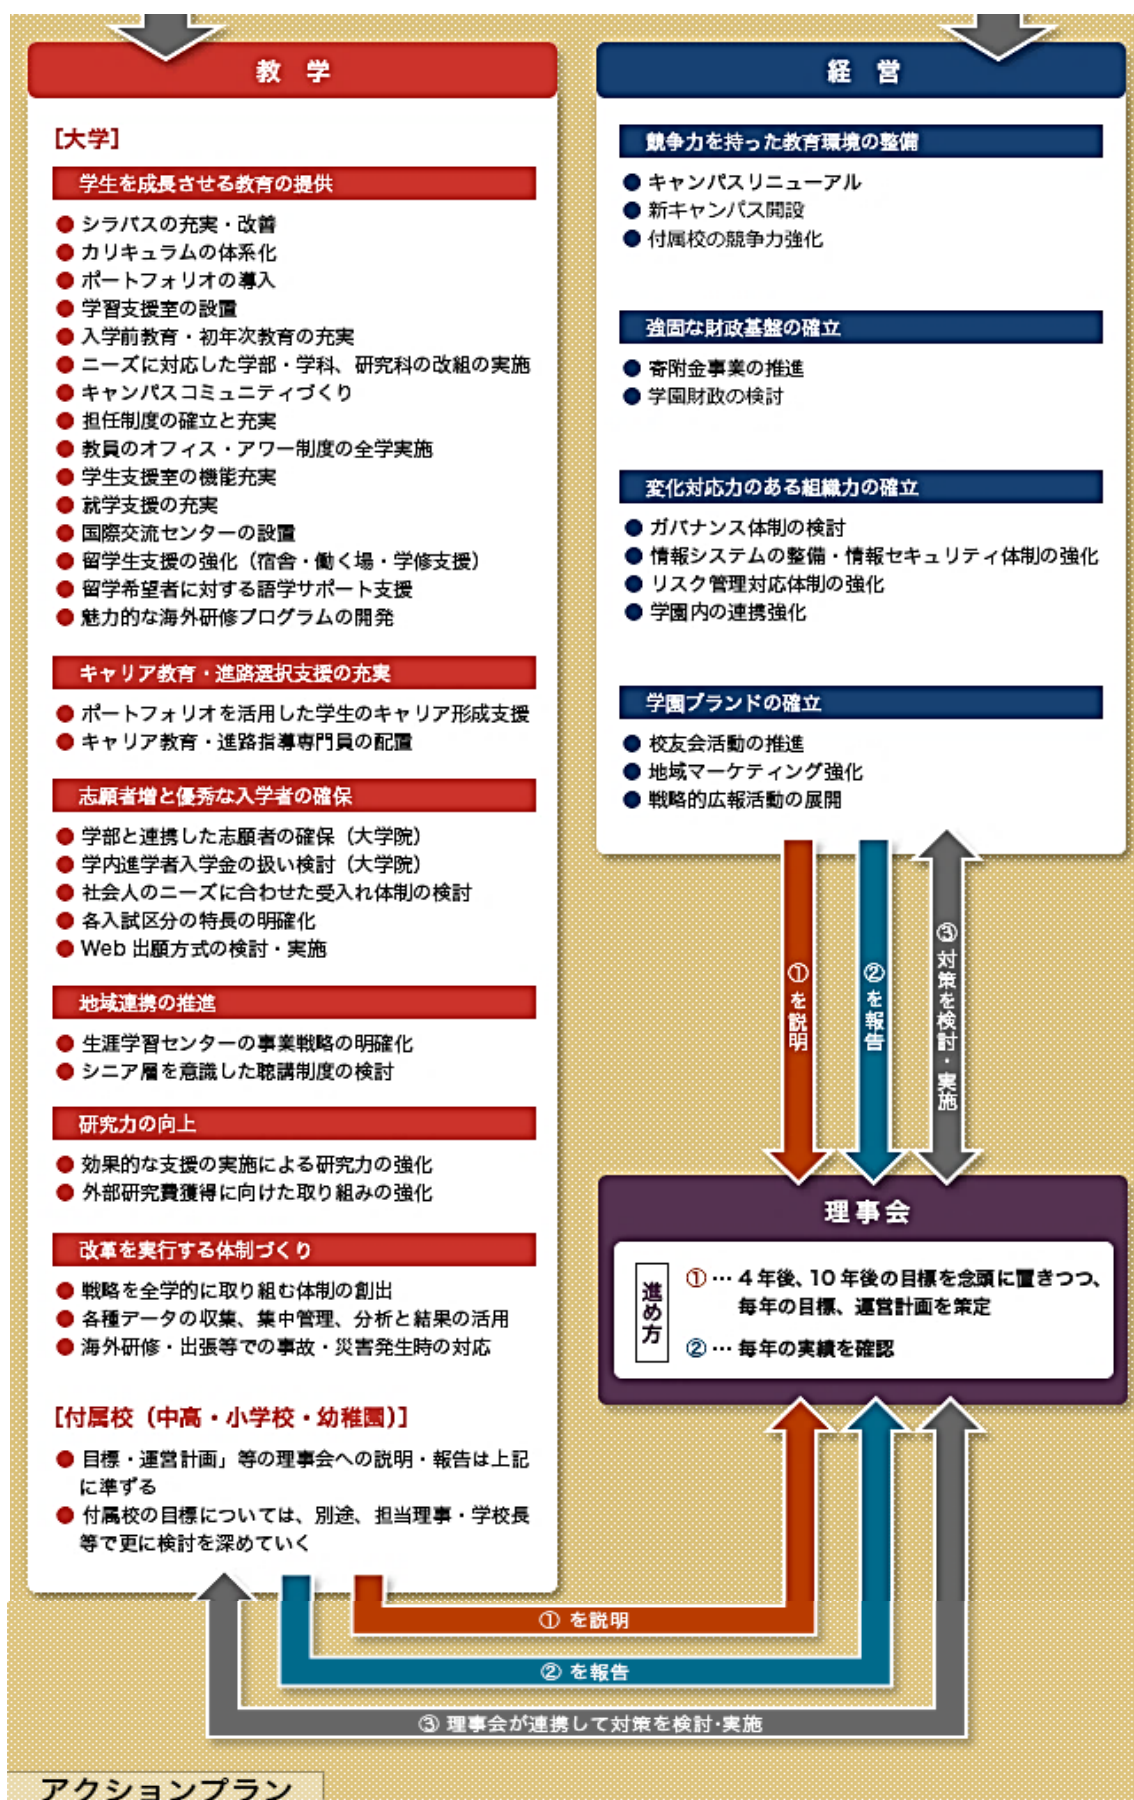 教 学
[大学]
学生を成長させる教育の提供
● シラバスの充実・改善
● カリキュラムの体系化
● ポートフォリオの導入
● 学習支援室の設置
● 入学前教育・初年次教育の充実
● ニーズに対応した学部・学科、研究科の改組の実施
● キャンパスコミュニティづくり
● 担任制度の確立と充実
● 教員のオフィス・アワー制度の全学実施
● 学生支援室の機能充実
● 就学支援の充実
● 国際交流センターの設置
● 留学生支援の強化（宿舎・働く場・学修支援）
● 留学希望者に対する語学サポート支援
● 魅力的な海外研修プログラムの開発
キャリア教育・進路選択支援の充実
● ポートフォリオを活用した学生のキャリア形成支援
● キャリア教育・進路指導専門員の配置
志願者増と優秀な入学者の確保
● 学部と連携した志願者の確保（大学院）
● 学内進学者入学金の扱い検討（大学院）
● 社会人のニーズに合わせた受入れ体制の検討
● 各入試区分の特長の明確化
● Web 出願方式の検討・実施
地域連携の推進
● 生涯学習センターの事業戦略の明確化
● シニア層を意識した聴講制度の検討
研究力の向上
● 効果的な支援の実施による研究力の強化
● 外部研究費獲得に向けた取り組みの強化
改革を実行する体制づくり
● 戦略を全学的に取り組む体制の創出
● 各種データの収集、集中管理、分析と結果の活用
● 海外研修・出張等での事故・災害発生時の対応
[付属校（中高・小学校・幼稚園）]
● 目標・運営計画」等の理事会への説明・報告は上記
に準ずる
● 付属校の目標については、別途、担当理事・学校長
等で更に検討を深めていく
経 営
競争力を持った教育環境の整備
● キャンパスリニューアル
● 新キャンパス開設
● 付属校の競争力強化
強固な財政基盤の確立
● 寄附金事業の推進
● 学園財政の検討
変化対応力のある組織力の確立
● ガバナンス体制の検討
● 情報システムの整備・情報セキュリティ体制の強化
● リスク管理対応体制の強化
● 学園内の連携強化
学園ブランドの確立
● 校友会活動の推進
● 地域マーケティング強化
● 戦略的広報活動の展開
①を説明
②を報告
③対策を検討・実施
理事会
進め方
①… 4 年後、10 年後の目標を念頭に置きつつ、
毎年の目標、運営計画を策定
②… 毎年の実績を確認
① を説明
② を報告
③ 理事会が連携して対策を検討・実施
アクションプラン